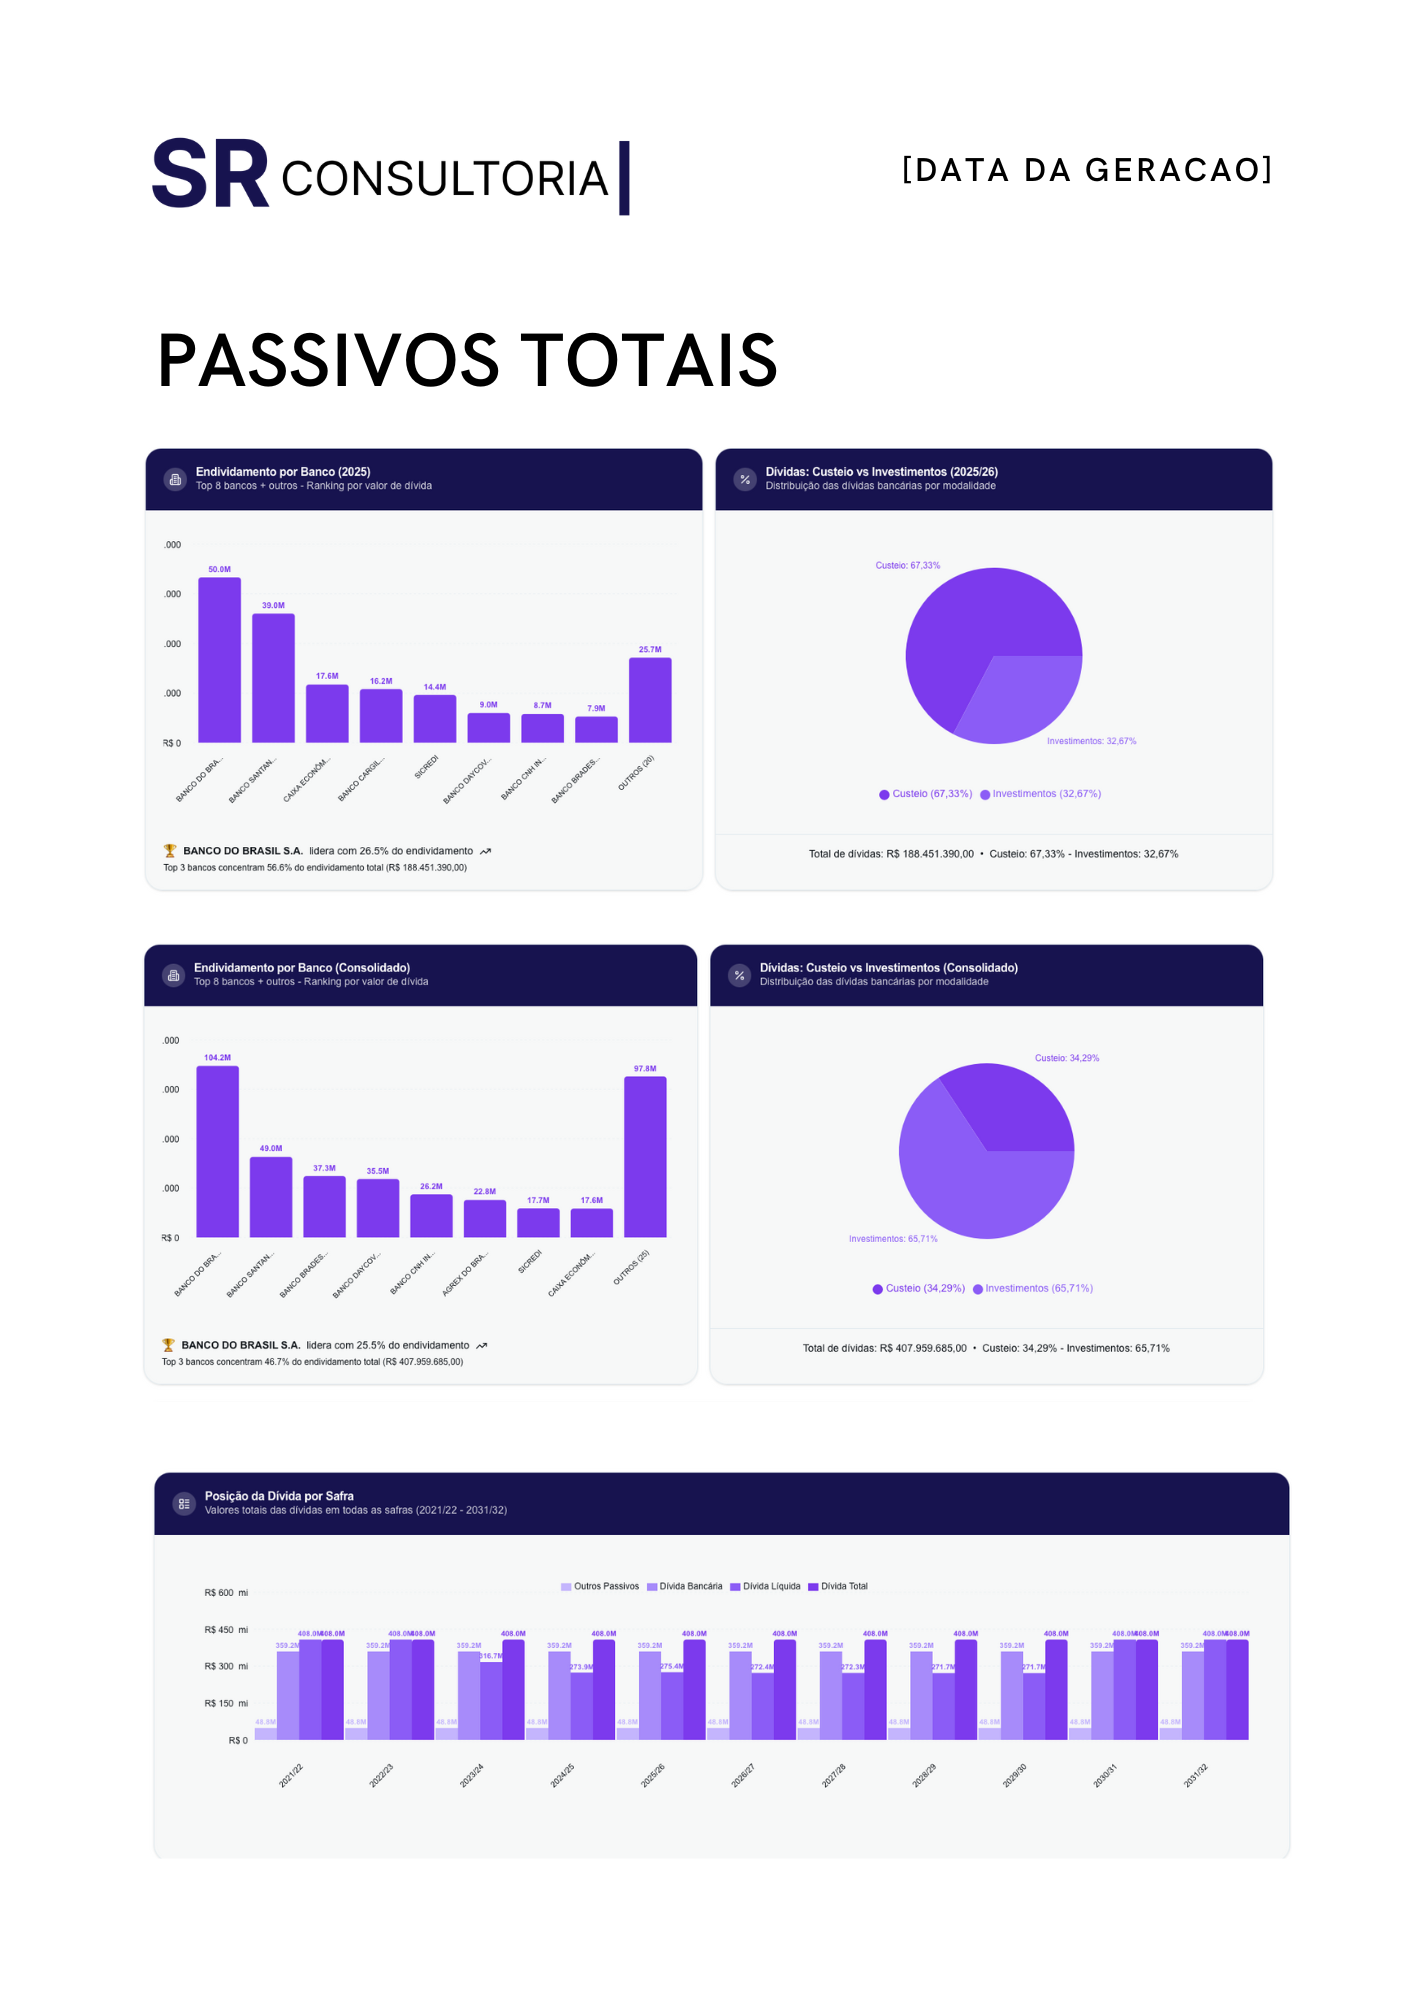 SR CONSULTORIA
[DATA DA GERACAO]
PASSIVOS TOTAIS
Endividamento por Banco (2025)
Top 8 bancos + outros - Ranking por valor de dívida
.000
.000
.000
.000
R$ 0
50.0M
39.0M
17.6M
16.2M
14.4M
9.0M
8.7M
7.9M
25.7M
BANCO DO BRA...
BANCO SANTAN...
CAIXA ECONÔM...
BANCO CARGIL...
SICREDI
BANCO DAYCOV...
BANCO CNH IN...
BANCO BRADES...
OUTROS (20)
BANCO DO BRASIL S.A. lidera com 26.5% do endividamento
Top 3 bancos concentram 56.6% do endividamento total (R$ 188.451.390,00)
Dívidas: Custeio vs Investimentos (2025/26)
Distribuição das dívidas bancárias por modalidade
Custeio: 67,33%
Investimentos: 32,67%
Custeio (67,33%) Investimentos (32,67%)
Total de dívidas: R$ 188.451.390,00 • Custeio: 67,33% - Investimentos: 32,67%
Endividamento por Banco (Consolidado)
Top 8 bancos + outros - Ranking por valor de dívida
.000
.000
.000
.000
R$ 0
104.2M
49.0M
37.3M
35.5M
26.2M
22.8M
17.7M
17.6M
97.8M
BANCO DO BRA...
BANCO SANTAN...
BANCO BRADES...
BANCO DAYCOV...
BANCO CNH IN...
AGREX DO BRA...
SICREDI
CAIXA ECONÔM...
OUTROS (25)
BANCO DO BRASIL S.A. lidera com 25.5% do endividamento
Top 3 bancos concentram 46.7% do endividamento total (R$ 407.959.685,00)
Dívidas: Custeio vs Investimentos (Consolidado)
Distribuição das dívidas bancárias por modalidade
Custeio: 34,29%
Investimentos: 65,71%
Custeio (34,29%) Investimentos (65,71%)
Total de dívidas: R$ 407.959.685,00 • Custeio: 34,29% - Investimentos: 65,71%
Posição da Dívida por Safra
Valores totais das dívidas em todas as safras (2021/22 - 2031/32)
Outros Passivos Dívida Bancária Dívida Líquida Dívida Total
R$ 600 mi
R$ 450 mi
R$ 300 mi
R$ 150 mi
R$ 0
48.8M 359.2M 408.0M 408.0M
48.8M 359.2M 408.0M 408.0M
48.8M 359.2M 316.7M 408.0M
48.8M 359.2M 273.9M 408.0M
48.8M 359.2M 275.4M 408.0M
48.8M 359.2M 272.4M 408.0M
48.8M 359.2M 272.3M 408.0M
48.8M 359.2M 271.7M 408.0M
48.8M 359.2M 271.7M 408.0M
48.8M 359.2M 408.0M 408.0M
48.8M 359.2M 408.0M 408.0M
2021/22
2022/23
2023/24
2024/25
2025/26
2026/27
2027/28
2028/29
2029/30
2030/31
2031/32